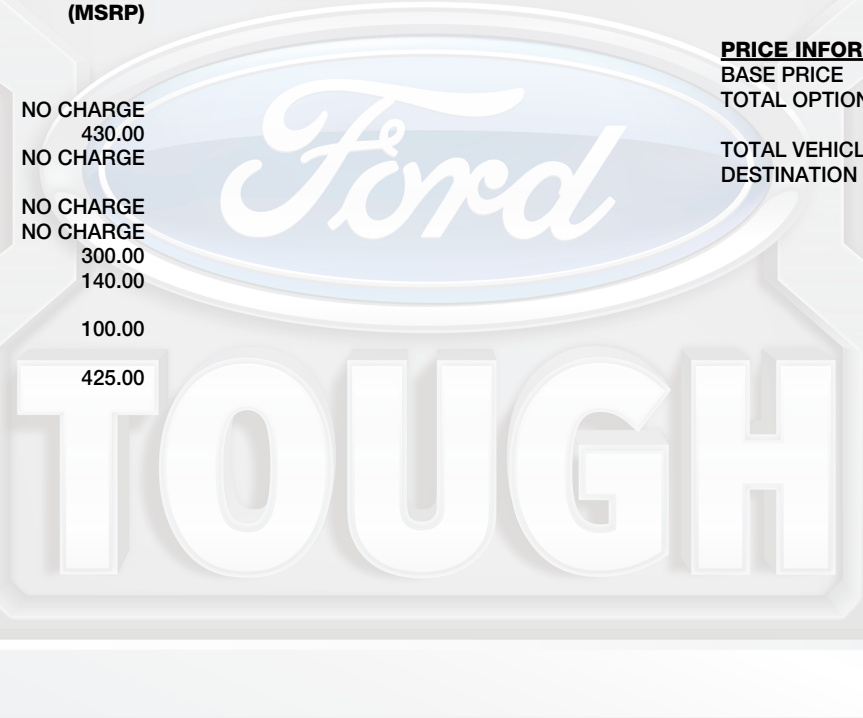 (MSRP)
NO CHARGE
430.00
NO CHARGE
NO CHARGE
NO CHARGE
300.00
140.00
100.00
425.00
PRICE INFOR
BASE PRICE
TOTAL OPTION
TOTAL VEHICL
DESTINATION
Ford
TOUGH